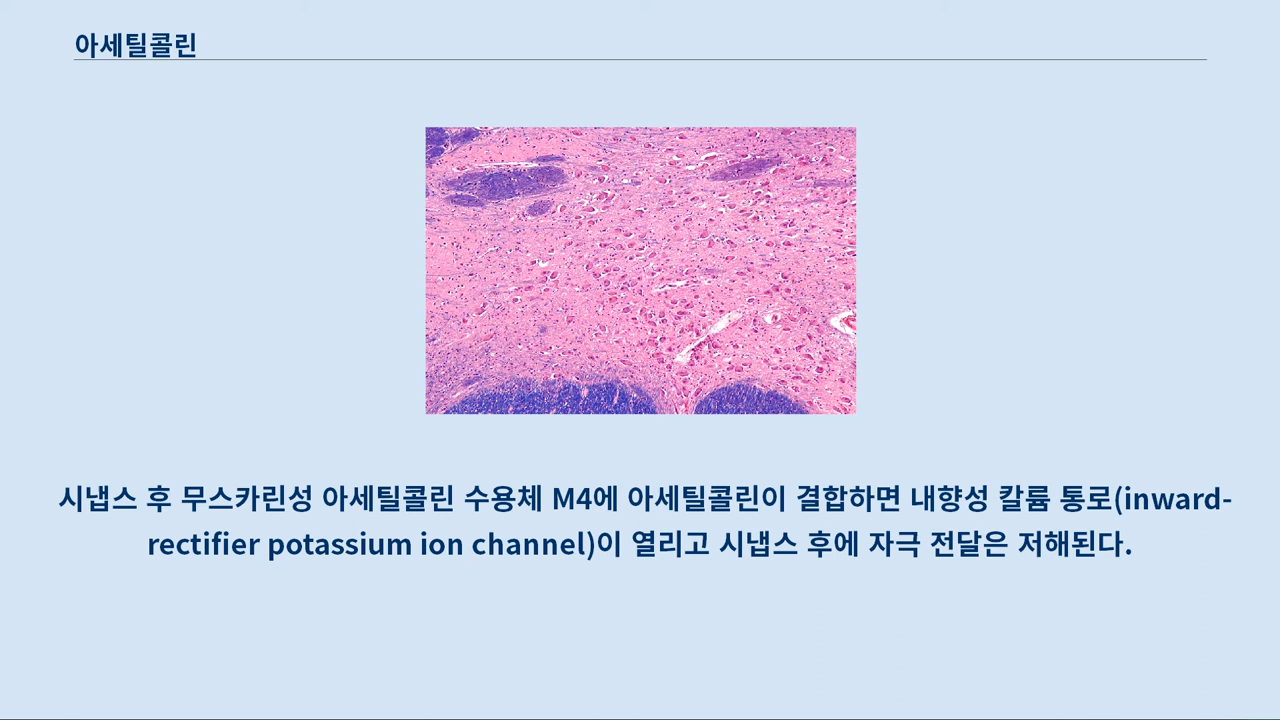 아세틸콜린
시냅스 후 무스카린성 아세틸콜린 수용체 M4에 아세틸콜린이 결합하면 내향성 칼륨 통로(inward-
rectifier potassium ion channel)이 열리고 시냅스 후에 자극 전달은 저해된다.